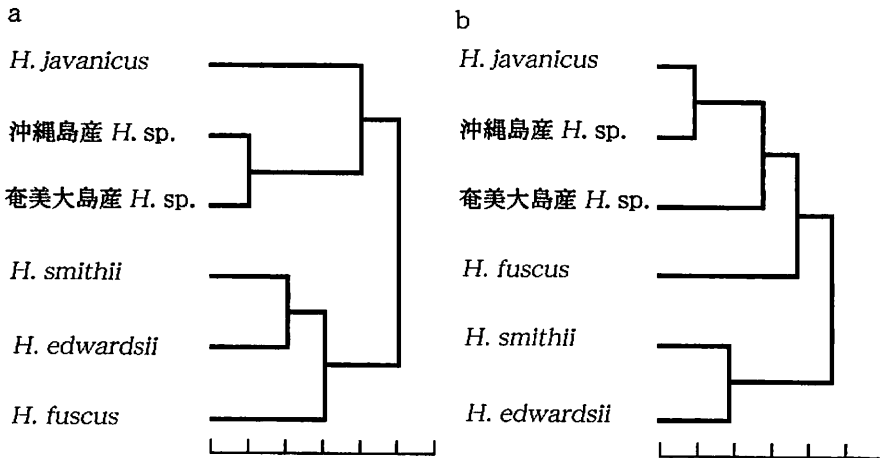 a
H. javanicus
沖縄島産 H. sp.
奄美大島産 H. sp.
H. smithii
H. edwardsii
H. fuscus
b
H. javanicus
沖縄島産 H. sp.
奄美大島産 H. sp.
H. fuscus
H. smithii
H. edwardsii